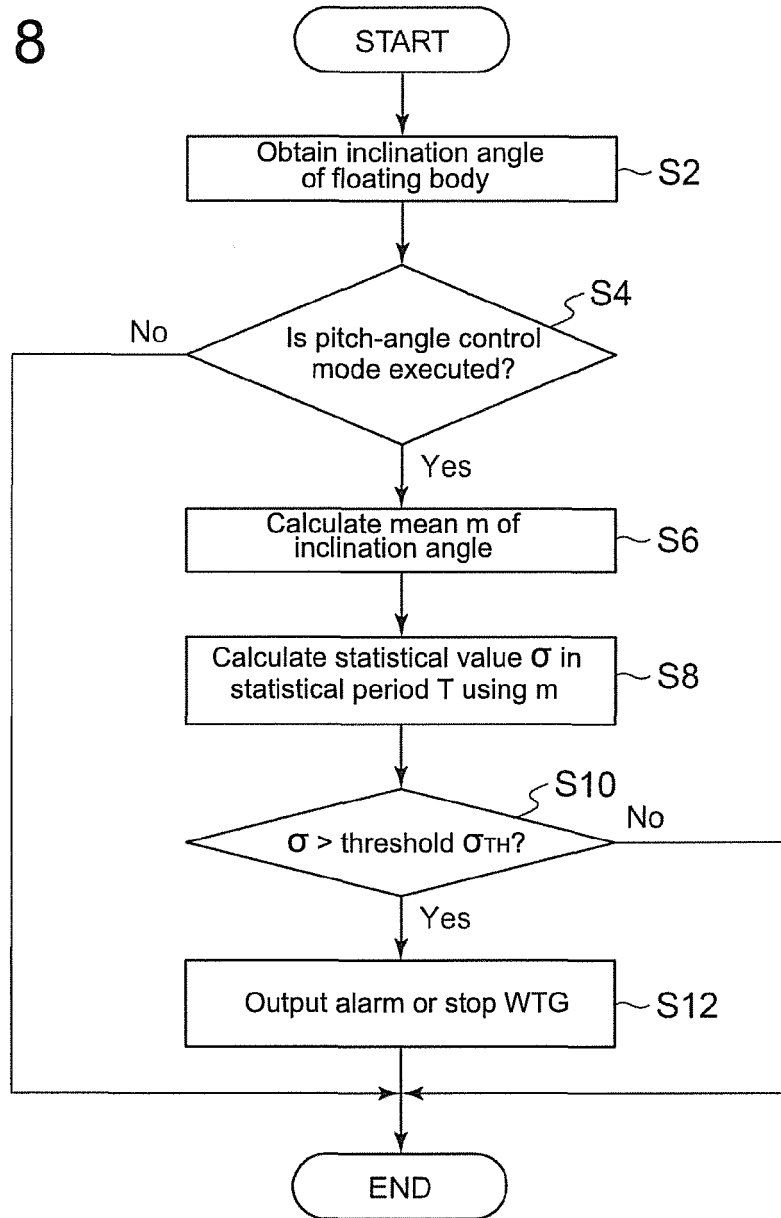 8
START
Obtain inclination angle
of floating body
S2
S4
No
Is pitch-angle control
mode executed?
Yes
Calculate mean m of
inclination angle
S6
Calculate statistical value σ in
statistical period T using m
S8
S10
σ > threshold σTH?
No
Yes
Output alarm or stop WTG
S12
END